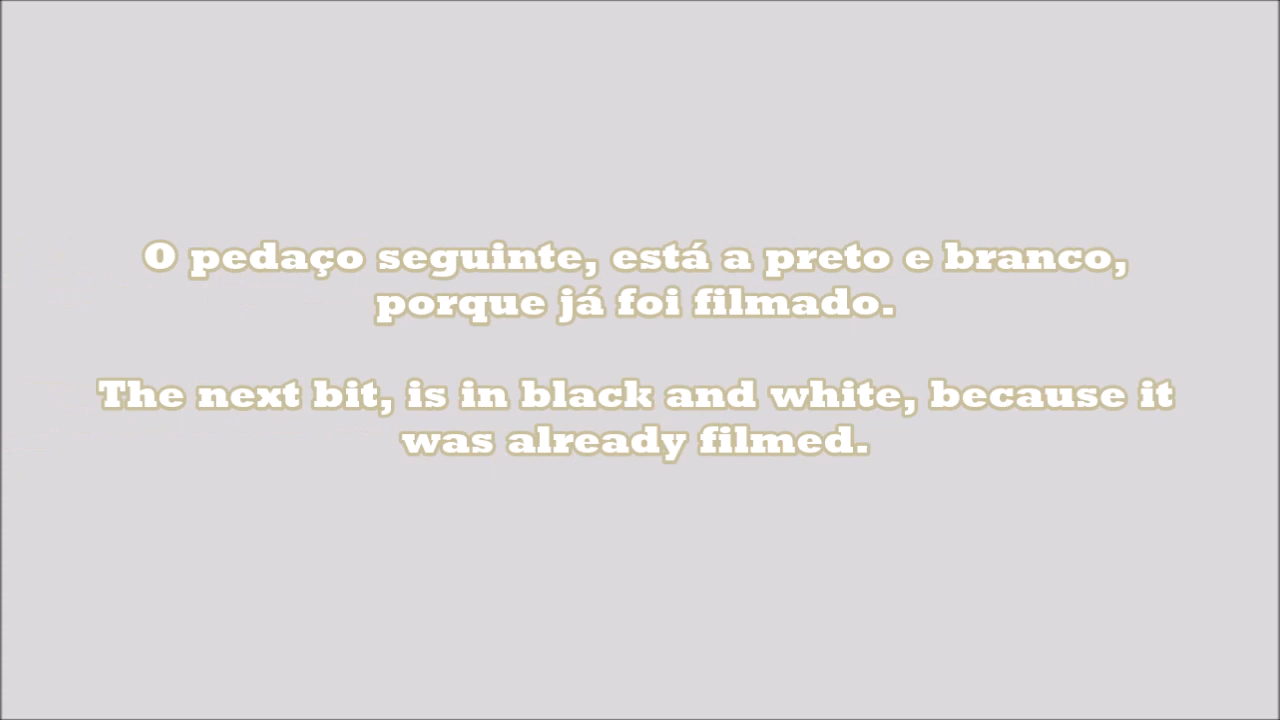 O pedaço seguinte, está a preto e branco,
porque já foi filmado.
The next bit, is in black and white, because it
was already filmed.